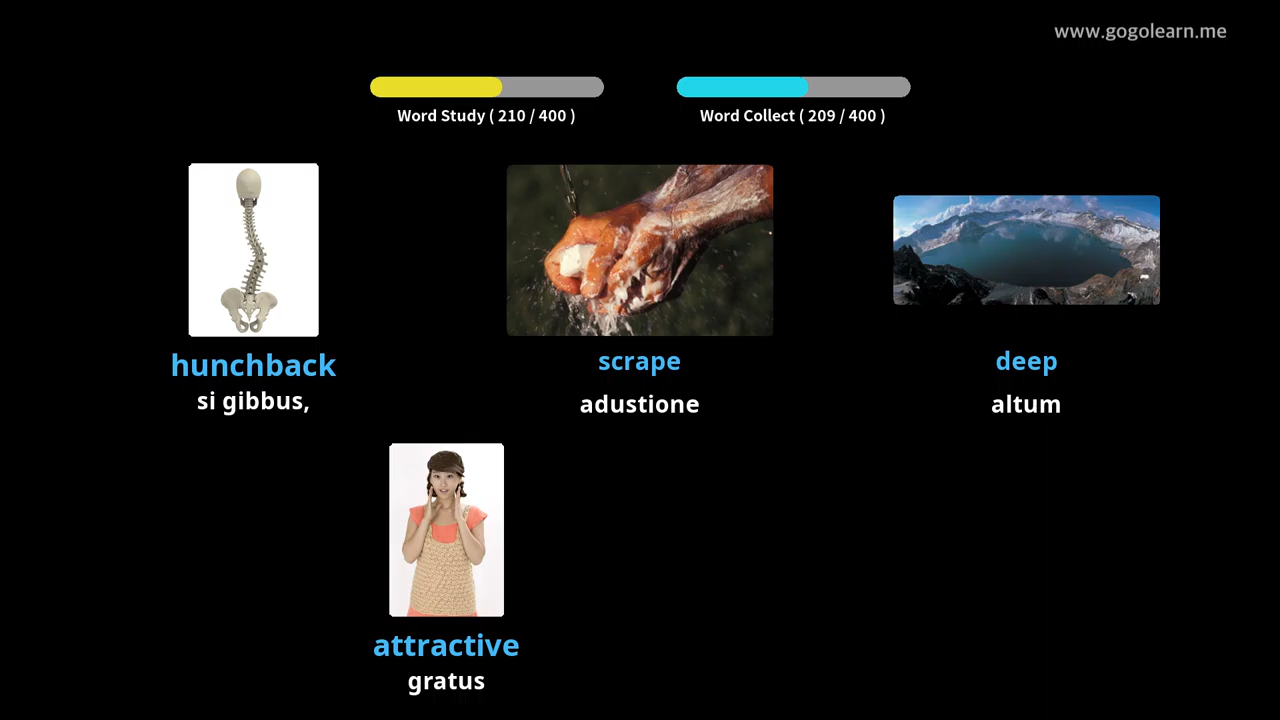 www.gogolearn.me
Word Study ( 210 / 400 )
Word Collect ( 209 / 400 )
hunchback
si gibbus,
scrape
adustione
deep
altum
attractive
gratus